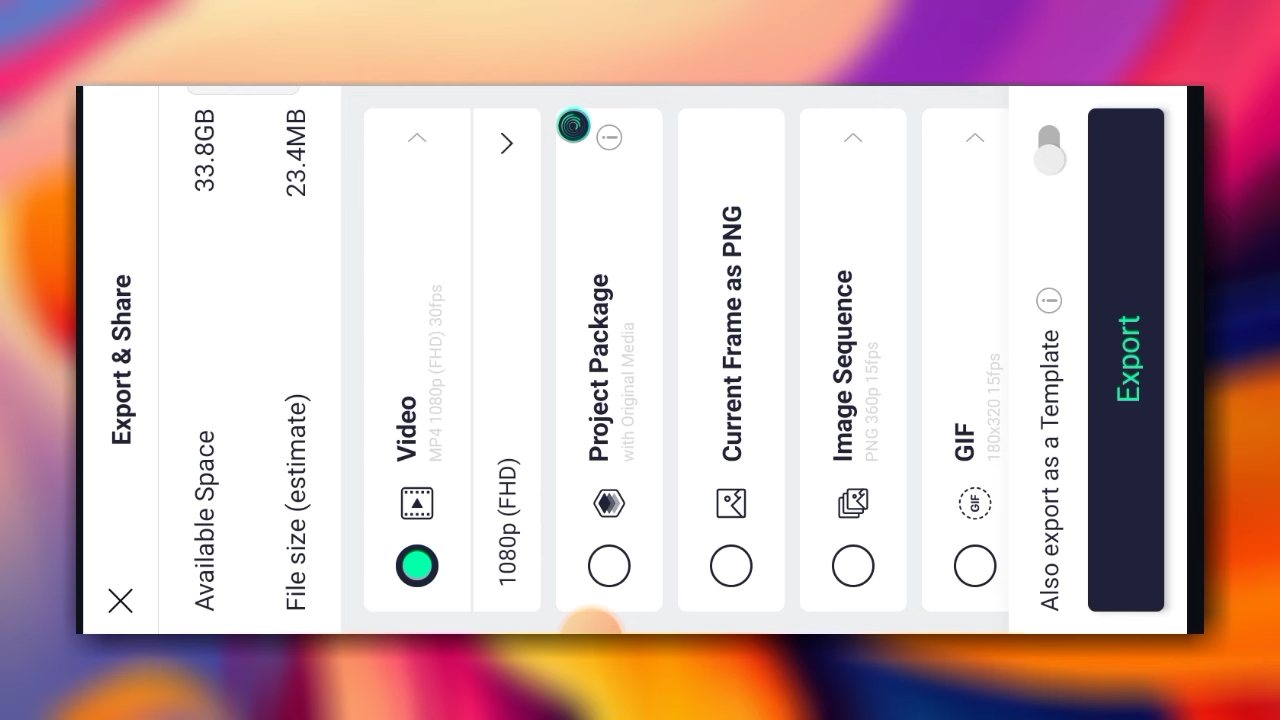 Export & Share
Available Space 33.8GB
File size (estimate) 23.4MB
Video
MP4 1080p (FHD) 30fps
1080p (FHD)
Project Package
with Original Media
Current Frame as PNG
Image Sequence
PNG 360p 15fps
GIF
GIF
180x320 15fps
Also export as a Template
Export